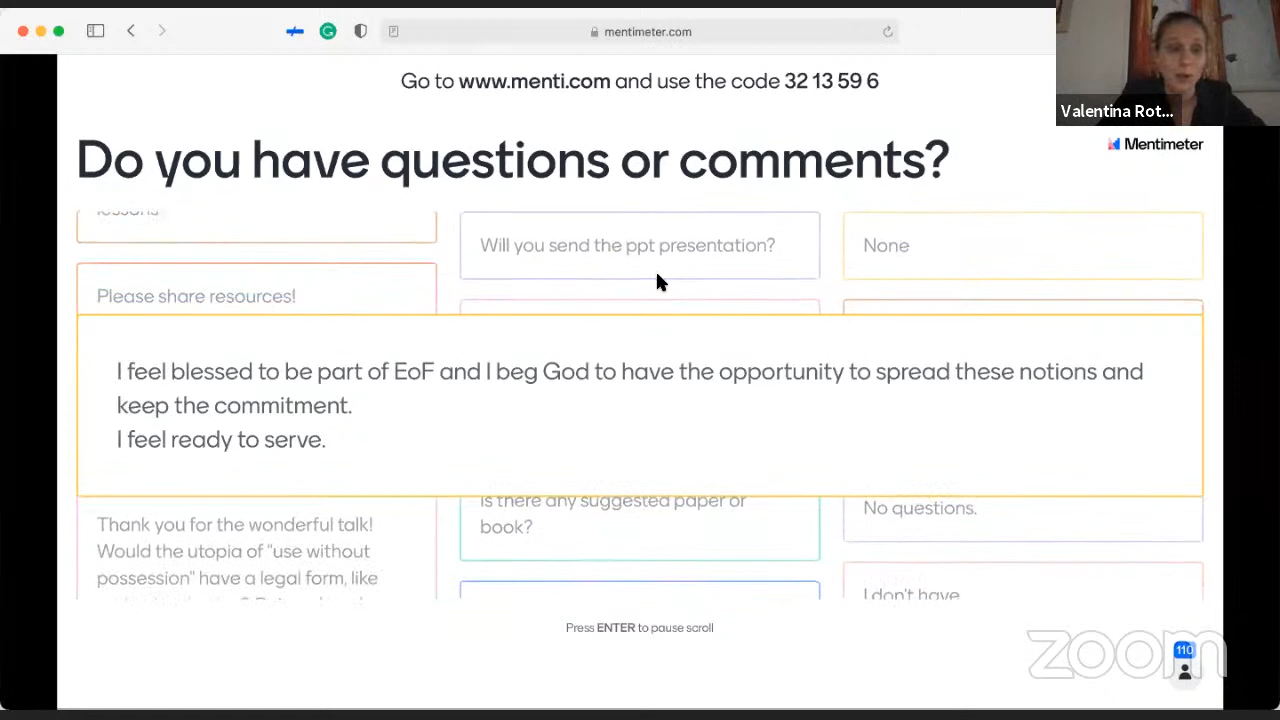 mentimeter.com
Go to www.menti.com and use the code 32 13 59 6
Valentina Rot...
Mentimeter
Do you have questions or comments?
lessons
Will you send the ppt presentation?
None
Please share resources!
I feel blessed to be part of EoF and I beg God to have the opportunity to spread these notions and
keep the commitment.
I feel ready to serve.
Is there any suggested paper or
book?
No questions.
Thank you for the wonderful talk!
Would the utopia of "use without
possession" have a legal form, like
I don't have
Press ENTER to pause scroll
zoom
110